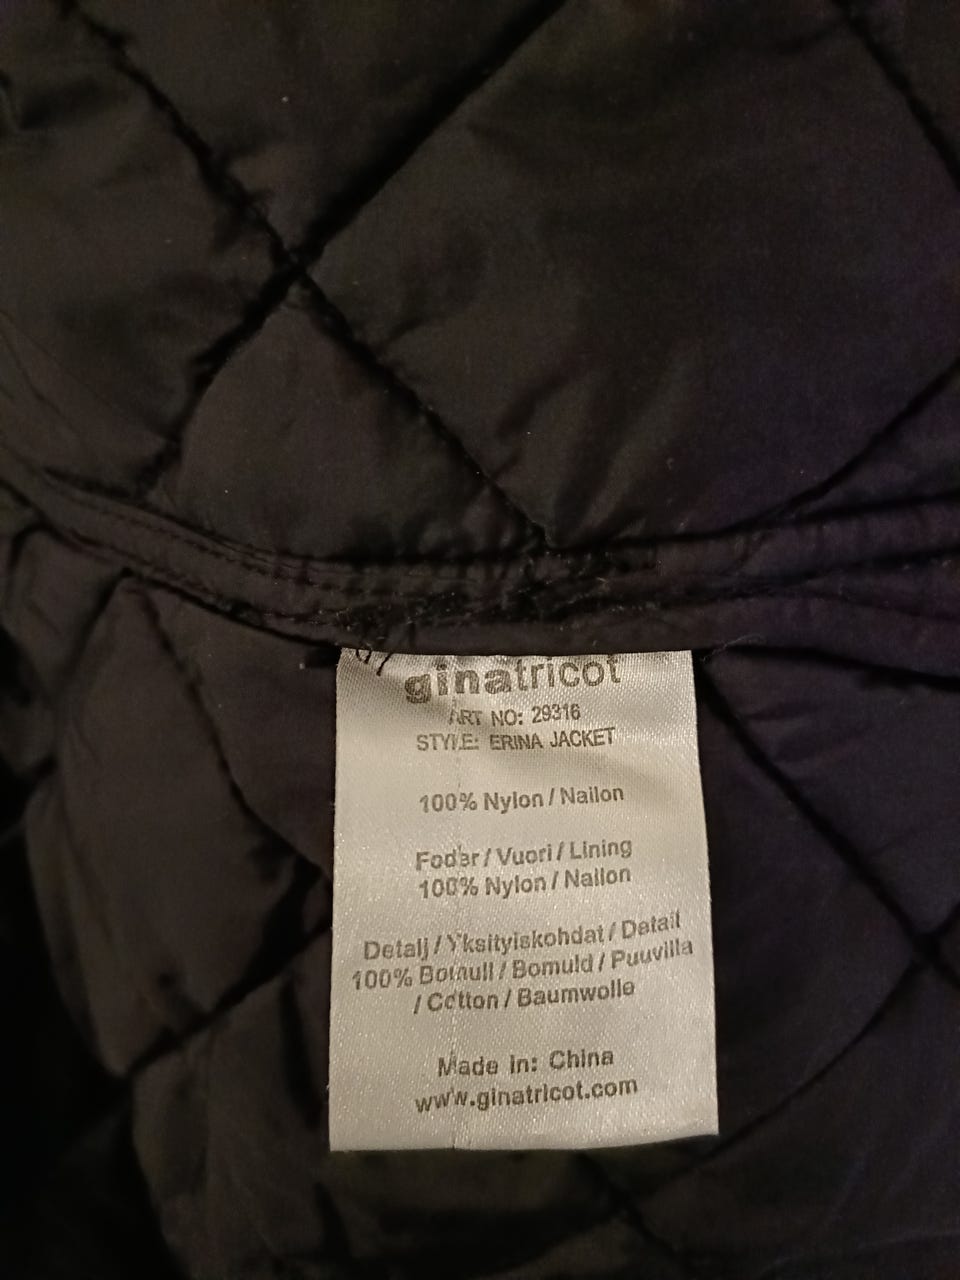 ginatricot
ART NO: 29316
STYLE: ERINA JACKET
100% Nylon / Nailon
Foder / Vuori / Lining
100% Nylon / Nailon
Detalj / Yksityiskohdat / Detail
100% Bomull / Bomuld / Puuvilla
/ Cotton / Baumwolle
Made in: China
www.ginatricot.com